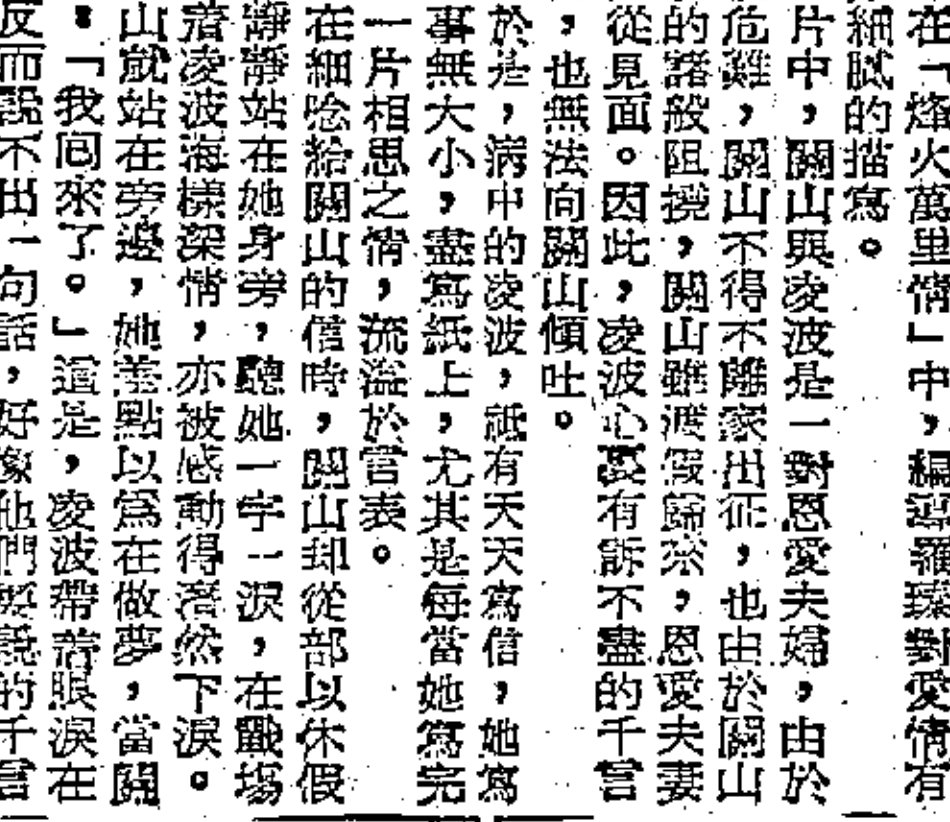 在「烽火萬里情」中，編導羅臻對愛情有
細膩的描寫。
片中，關山與凌波是一對恩愛夫婦，由於
危難，關山不得不離家出征，也由於關山
的諸般阻撓，關山雖渡假歸來，恩愛夫妻
從見面。因此，凌波心裏有訴不盡的千言
，也無法向關山傾吐。
於是，病中的凌波，祗有天天寫信，她寫
事無大小，盡寫紙上，尤其是每當她寫完
一片相思之情，流溢於言表。
在細唸給關山的信時，關山却從部以休假
靜靜站在她身旁，聽她一字一淚，在戰場
着凌波海樣深情，亦被感動得潸然下淚。
山就站在旁邊，她差點以爲在做夢，當關
：「我回來了。」這是，凌波帶着眼淚在
反而說不出一句話，好像他們要說的千言